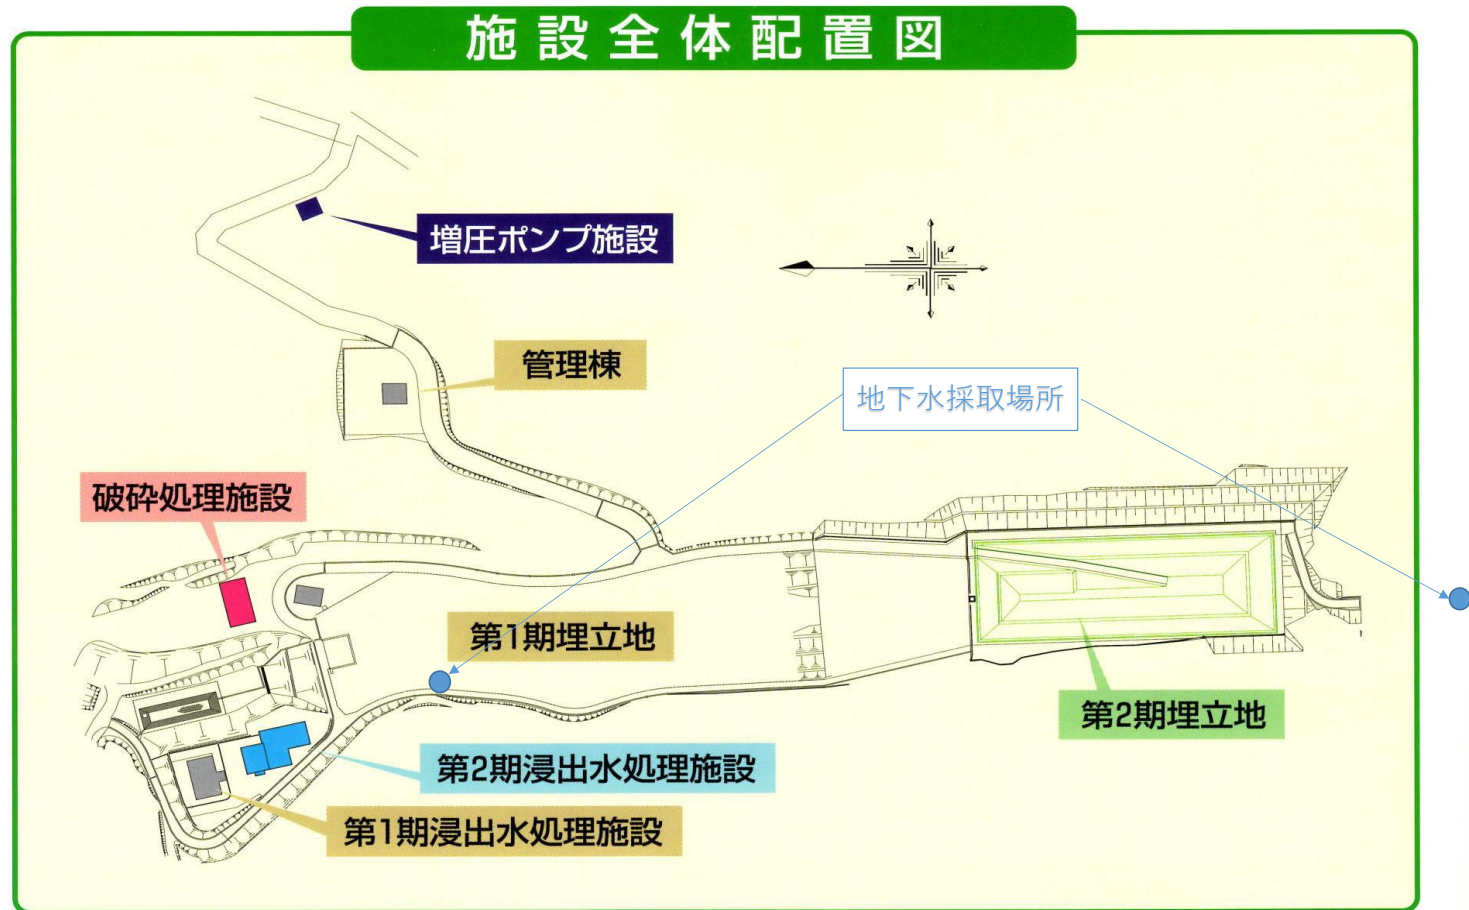 施設全体配置図
増圧ポンプ施設
管理棟
地下水採取場所
破砕処理施設
第1期埋立地
第2期埋立地
第2期浸出水処理施設
第1期浸出水処理施設